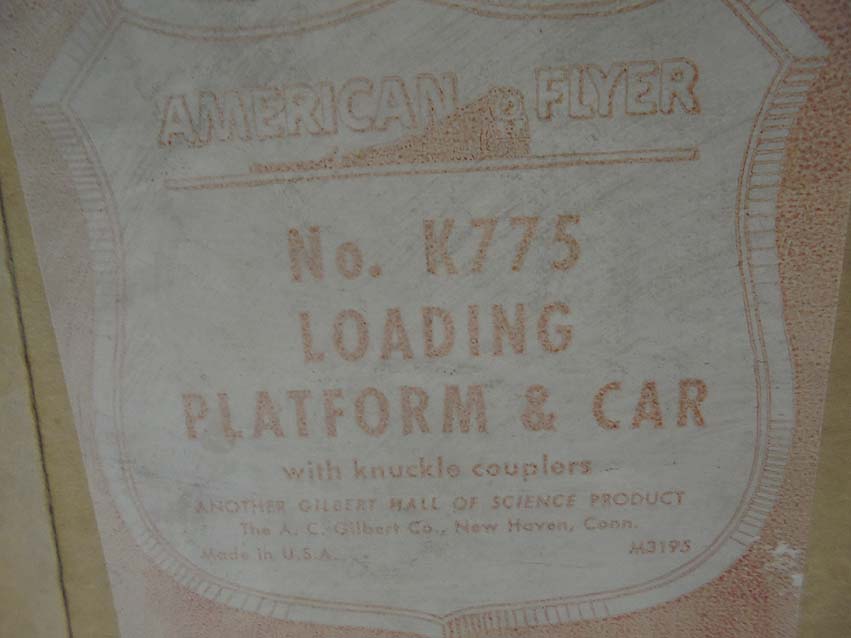 AMERICAN FLYER
No. K775
LOADING
PLATFORM & CAR
with knuckle couplers
ANOTHER GILBERT HALL OF SCIENCE PRODUCT
The A. C. Gilbert Co., New Haven, Conn.
Made in U.S.A. M3195